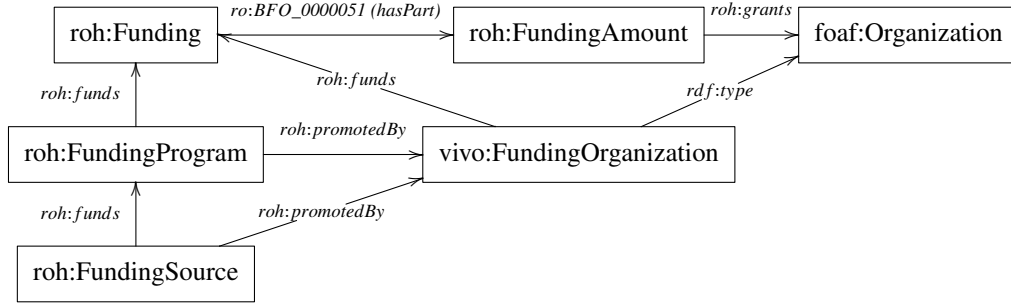 ro:BFO_0000051 (hasPart)
roh:grants
roh:Funding
roh:FundingAmount
foaf:Organization
roh:funds
roh:funds
rdf:type
roh:promotedBy
roh:FundingProgram
vivo:FundingOrganization
roh:funds
roh:promotedBy
roh:FundingSource